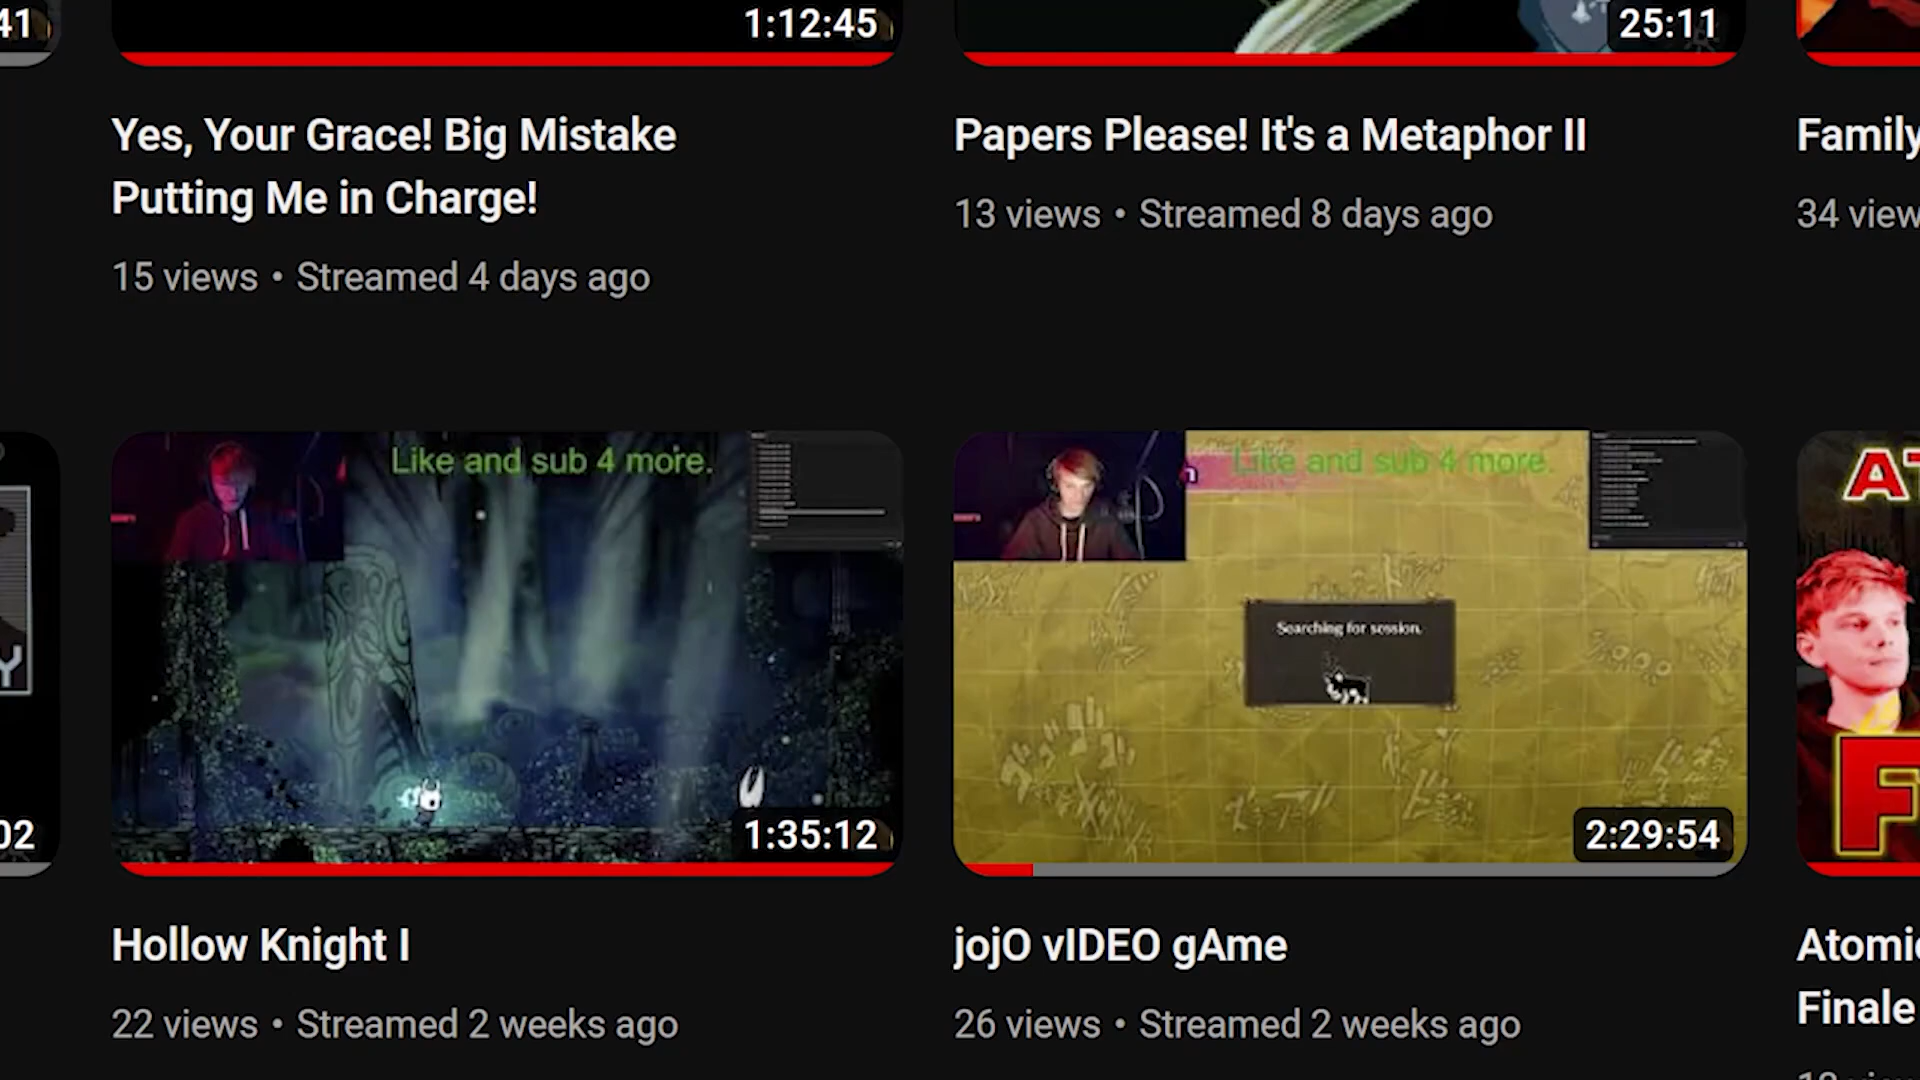 41
1:12:45
25:11
Yes, Your Grace! Big Mistake
Putting Me in Charge!
15 views • Streamed 4 days ago
Papers Please! It's a Metaphor II
13 views • Streamed 8 days ago
Family
34 view
Y
02
Like and sub 4 more.
1:35:12
Hollow Knight I
22 views • Streamed 2 weeks ago
Like and sub 4 more.
Searching for session.
2:29:54
jojO vIDEO gAme
26 views • Streamed 2 weeks ago
AT
F
Atomic
Finale